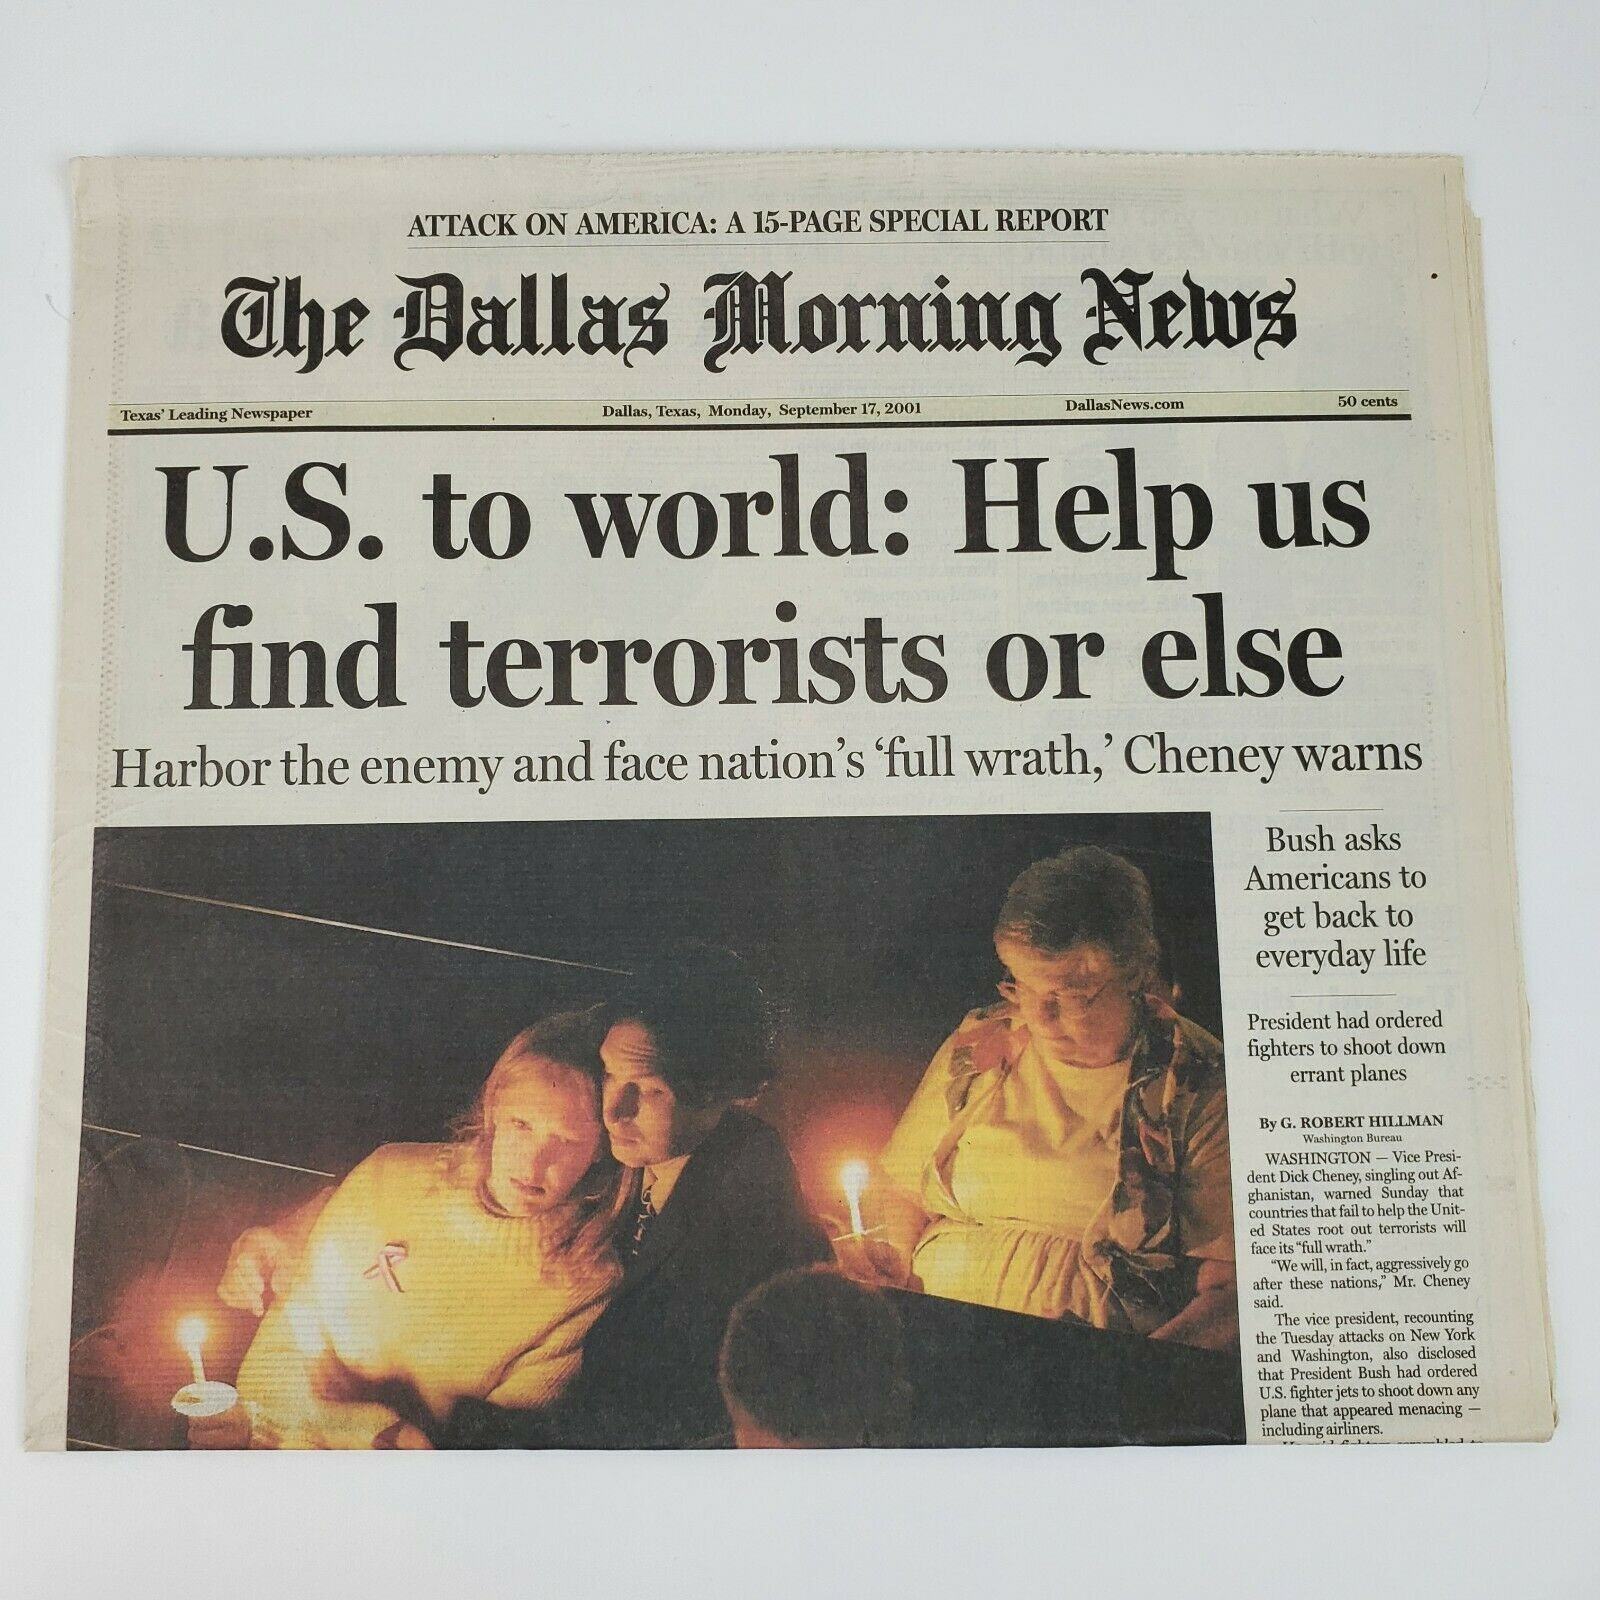 ATTACK ON AMERICA: A 15-PAGE SPECIAL REPORT
The Dallas Morning News
Texas' Leading Newspaper Dallas, Texas, Monday, September 17, 2001 DallasNews.com 50 cents
U.S. to world: Help us
find terrorists or else
Harbor the enemy and face nation's 'full wrath,' Cheney warns
Bush asks
Americans to
get back to
everyday life
President had ordered
fighters to shoot down
errant planes
By G. ROBERT HILLMAN
Washington Bureau
WASHINGTON — Vice Presi-
dent Dick Cheney, singling out Af-
ghanistan, warned Sunday that
countries that fail to help the Unit-
ed States root out terrorists will
face its "full wrath."
"We will, in fact, aggressively go
after these nations," Mr. Cheney
said.
The vice president, recounting
the Tuesday attacks on New York
and Washington, also disclosed
that President Bush had ordered
U.S. fighter jets to shoot down any
plane that appeared menacing —
including airliners.